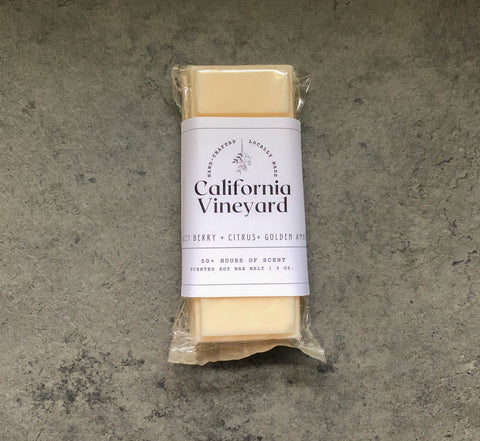 HAND-CRAFTED LOCALLY MADE
California
Vineyard
BERRY + CITRUS+ GOLDEN
50+ HOURS OF SCENT
SCENTED SOY WAX MELT | 3 OZ.